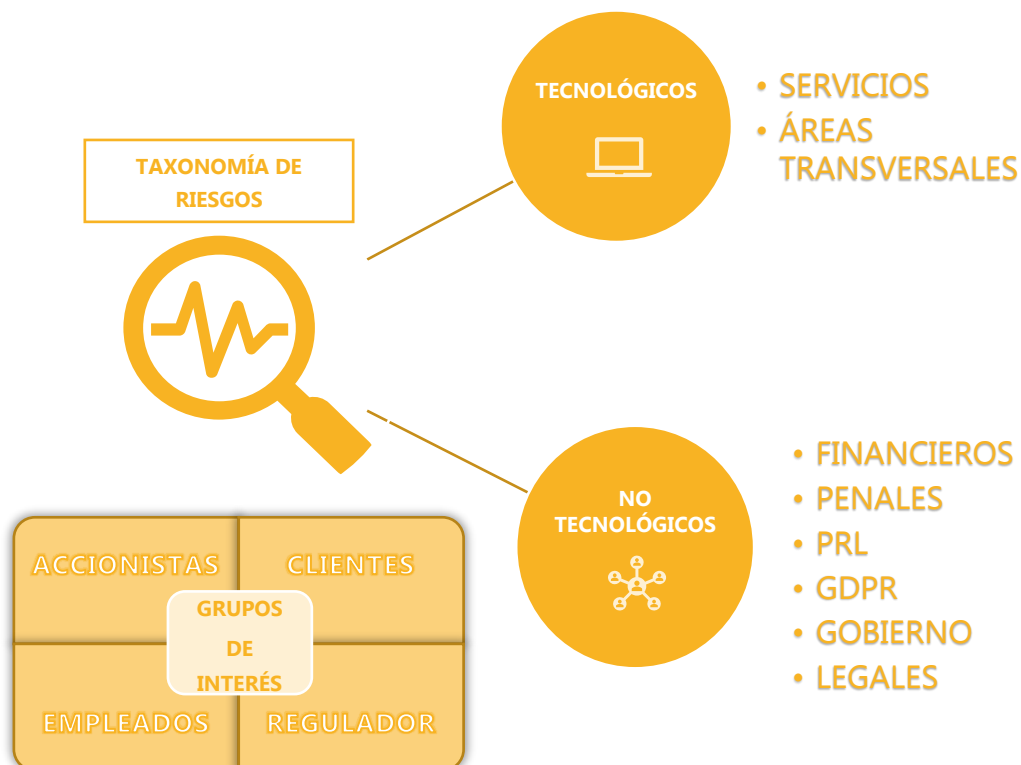 TAXONOMÍA DE
RIESGOS
TECNOLÓGICOS
• SERVICIOS
• ÁREAS
TRANSVERSALES
NO
TECNOLÓGICOS
• FINANCIEROS
• PENALES
• PRL
• GDPR
• GOBIERNO
• LEGALES
ACCIONISTAS
CLIENTES
GRUPOS
DE
INTERÉS
EMPLEADOS
REGULADOR